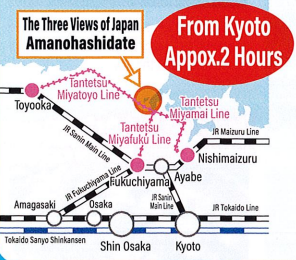 The Three Views of Japan
Amanohashidate
From Kyoto
Appox.2 Hours
Tantetsu
Miyatoyo Line
Toyooka
Tantetsu
Miyamai Line
Tantetsu
Miyafuku Line
JR Sanin Main Line
JR Maizuru Line
Nishimaizuru
JR Fukuchiyama Line
Fukuchiyama
Ayabe
Amagasaki
Osaka
JR Sanin
Main Line
JR Tokaido Line
Tokaido Sanyo Shinkansen
Shin Osaka
Kyoto